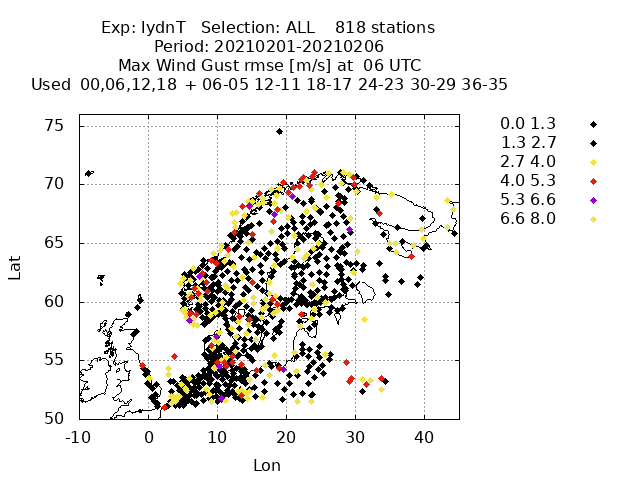 Exp: lydnT Selection: ALL 818 stations
Period: 20210201-20210206
Max Wind Gust rmse [m/s] at 06 UTC
Used 00,06,12,18 + 06-05 12-11 18-17 24-23 30-29 36-35
75
70
65
60
55
50
-10 0 10 20 30 40
Lat
Lon
0.0 1.3
1.3 2.7
2.7 4.0
4.0 5.3
5.3 6.6
6.6 8.0